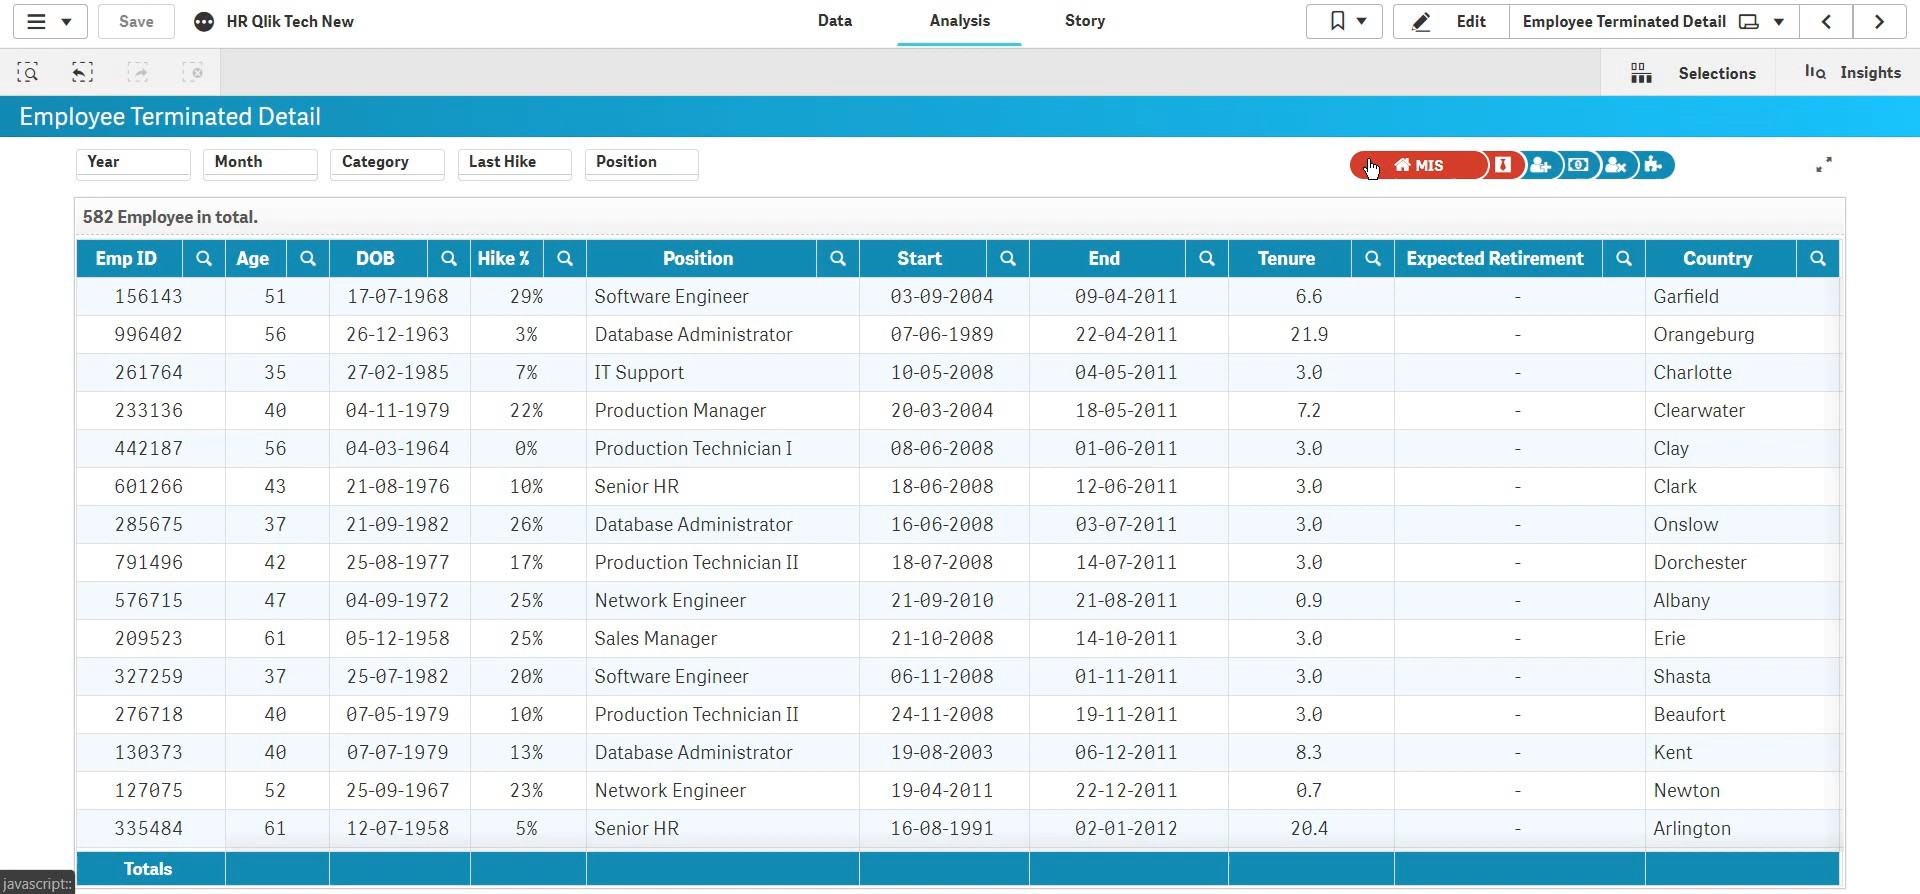 Save HR Qlik Tech New Data Analysis Story Edit Employee Terminated Detail
Selections Insights
Employee Terminated Detail
Year Month Category Last Hike Position MIS
582 Employee in total.
Emp ID Age DOB Hike % Position Start End Tenure Expected Retirement Country
156143 51 17-07-1968 29% Software Engineer 03-09-2004 09-04-2011 6.6 - Garfield
996402 56 26-12-1963 3% Database Administrator 07-06-1989 22-04-2011 21.9 - Orangeburg
261764 35 27-02-1985 7% IT Support 10-05-2008 04-05-2011 3.0 - Charlotte
233136 40 04-11-1979 22% Production Manager 20-03-2004 18-05-2011 7.2 - Clearwater
442187 56 04-03-1964 0% Production Technician I 08-06-2008 01-06-2011 3.0 - Clay
601266 43 21-08-1976 10% Senior HR 18-06-2008 12-06-2011 3.0 - Clark
285675 37 21-09-1982 26% Database Administrator 16-06-2008 03-07-2011 3.0 - Onslow
791496 42 25-08-1977 17% Production Technician II 18-07-2008 14-07-2011 3.0 - Dorchester
576715 47 04-09-1972 25% Network Engineer 21-09-2010 21-08-2011 0.9 - Albany
209523 61 05-12-1958 25% Sales Manager 21-10-2008 14-10-2011 3.0 - Erie
327259 37 25-07-1982 20% Software Engineer 06-11-2008 01-11-2011 3.0 - Shasta
276718 40 07-05-1979 10% Production Technician II 24-11-2008 19-11-2011 3.0 - Beaufort
130373 40 07-07-1979 13% Database Administrator 19-08-2003 06-12-2011 8.3 - Kent
127075 52 25-09-1967 23% Network Engineer 19-04-2011 22-12-2011 0.7 - Newton
335484 61 12-07-1958 5% Senior HR 16-08-1991 02-01-2012 20.4 - Arlington
Totals
javascript:;